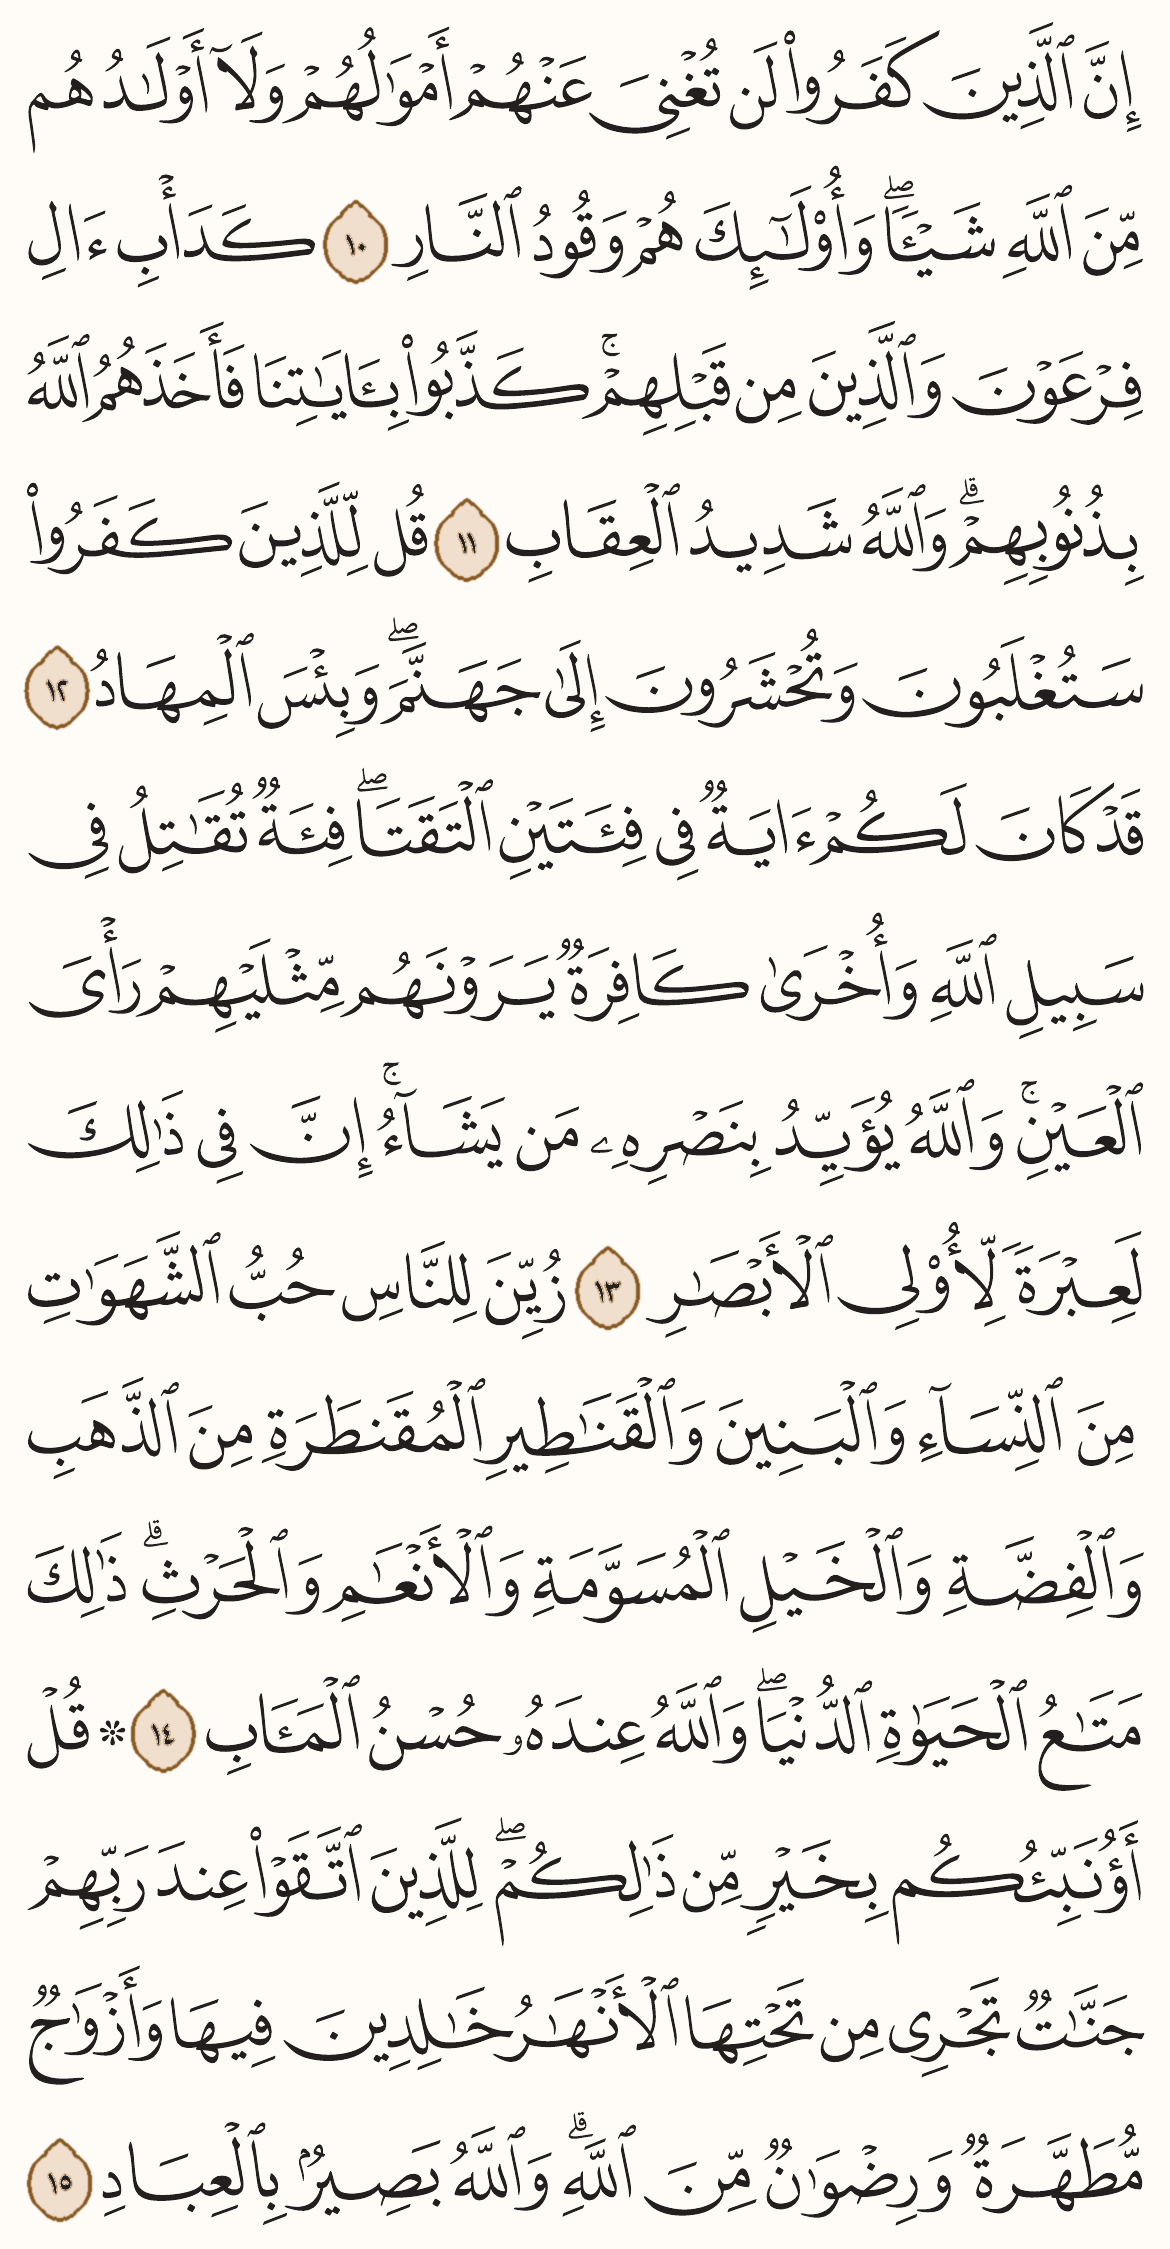 إِنَّ ٱلَّذِينَ كَفَرُوا۟ لَن تُغْنِىَ عَنْهُمْ أَمْوَٰلُهُمْ وَلَآ أَوْلَـٰدُهُم
مِّنَ ٱللَّهِ شَيْـًٔا ۖ وَأُو۟لَـٰٓئِكَ هُمْ وَقُودُ ٱلنَّارِ ١٠ كَدَأْبِ ءَالِ
فِرْعَوْنَ وَٱلَّذِينَ مِن قَبْلِهِمْ ۚ كَذَّبُوا۟ بِـَٔايَـٰتِنَا فَأَخَذَهُمُ ٱللَّهُ
بِذُنُوبِهِمْ ۗ وَٱللَّهُ شَدِيدُ ٱلْعِقَابِ ١١ قُل لِّلَّذِينَ كَفَرُوا۟
سَتُغْلَبُونَ وَتُحْشَرُونَ إِلَىٰ جَهَنَّمَ ۖ وَبِئْسَ ٱلْمِهَادُ ١٢
قَدْ كَانَ لَكُمْ ءَايَةٌ فِى فِئَتَيْنِ ٱلْتَقَتَا ۖ فِئَةٌ تُقَـٰتِلُ فِى
سَبِيلِ ٱللَّهِ وَأُخْرَىٰ كَافِرَةٌ يَرَوْنَهُم مِّثْلَيْهِمْ رَأْىَ
ٱلْعَيْنِ ۚ وَٱللَّهُ يُؤَيِّدُ بِنَصْرِهِۦ مَن يَشَآءُ ۚ إِنَّ فِى ذَٰلِكَ
لَعِبْرَةً لِّأُو۟لِى ٱلْأَبْصَـٰرِ ١٣ زُيِّنَ لِلنَّاسِ حُبُّ ٱلشَّهَوَٰتِ
مِنَ ٱلنِّسَآءِ وَٱلْبَنِينَ وَٱلْقَنَـٰطِيرِ ٱلْمُقَنطَرَةِ مِنَ ٱلذَّهَبِ
وَٱلْفِضَّةِ وَٱلْخَيْلِ ٱلْمُسَوَّمَةِ وَٱلْأَنْعَـٰمِ وَٱلْحَرْثِ ۗ ذَٰلِكَ
مَتَـٰعُ ٱلْحَيَوٰةِ ٱلدُّنْيَا ۖ وَٱللَّهُ عِندَهُۥ حُسْنُ ٱلْمَـَٔابِ ١٤ * قُلْ
أَؤُنَبِّئُكُم بِخَيْرٍ مِّن ذَٰلِكُمْ ۖ لِلَّذِينَ ٱتَّقَوْا۟ عِندَ رَبِّهِمْ
جَنَّـٰتٌ تَجْرِى مِن تَحْتِهَا ٱلْأَنْهَـٰرُ خَـٰلِدِينَ فِيهَا وَأَزْوَٰجٌ
مُّطَهَّرَةٌ وَرِضْوَٰنٌ مِّنَ ٱللَّهِ ۗ وَٱللَّهُ بَصِيرٌۢ بِٱلْعِبَادِ ١٥